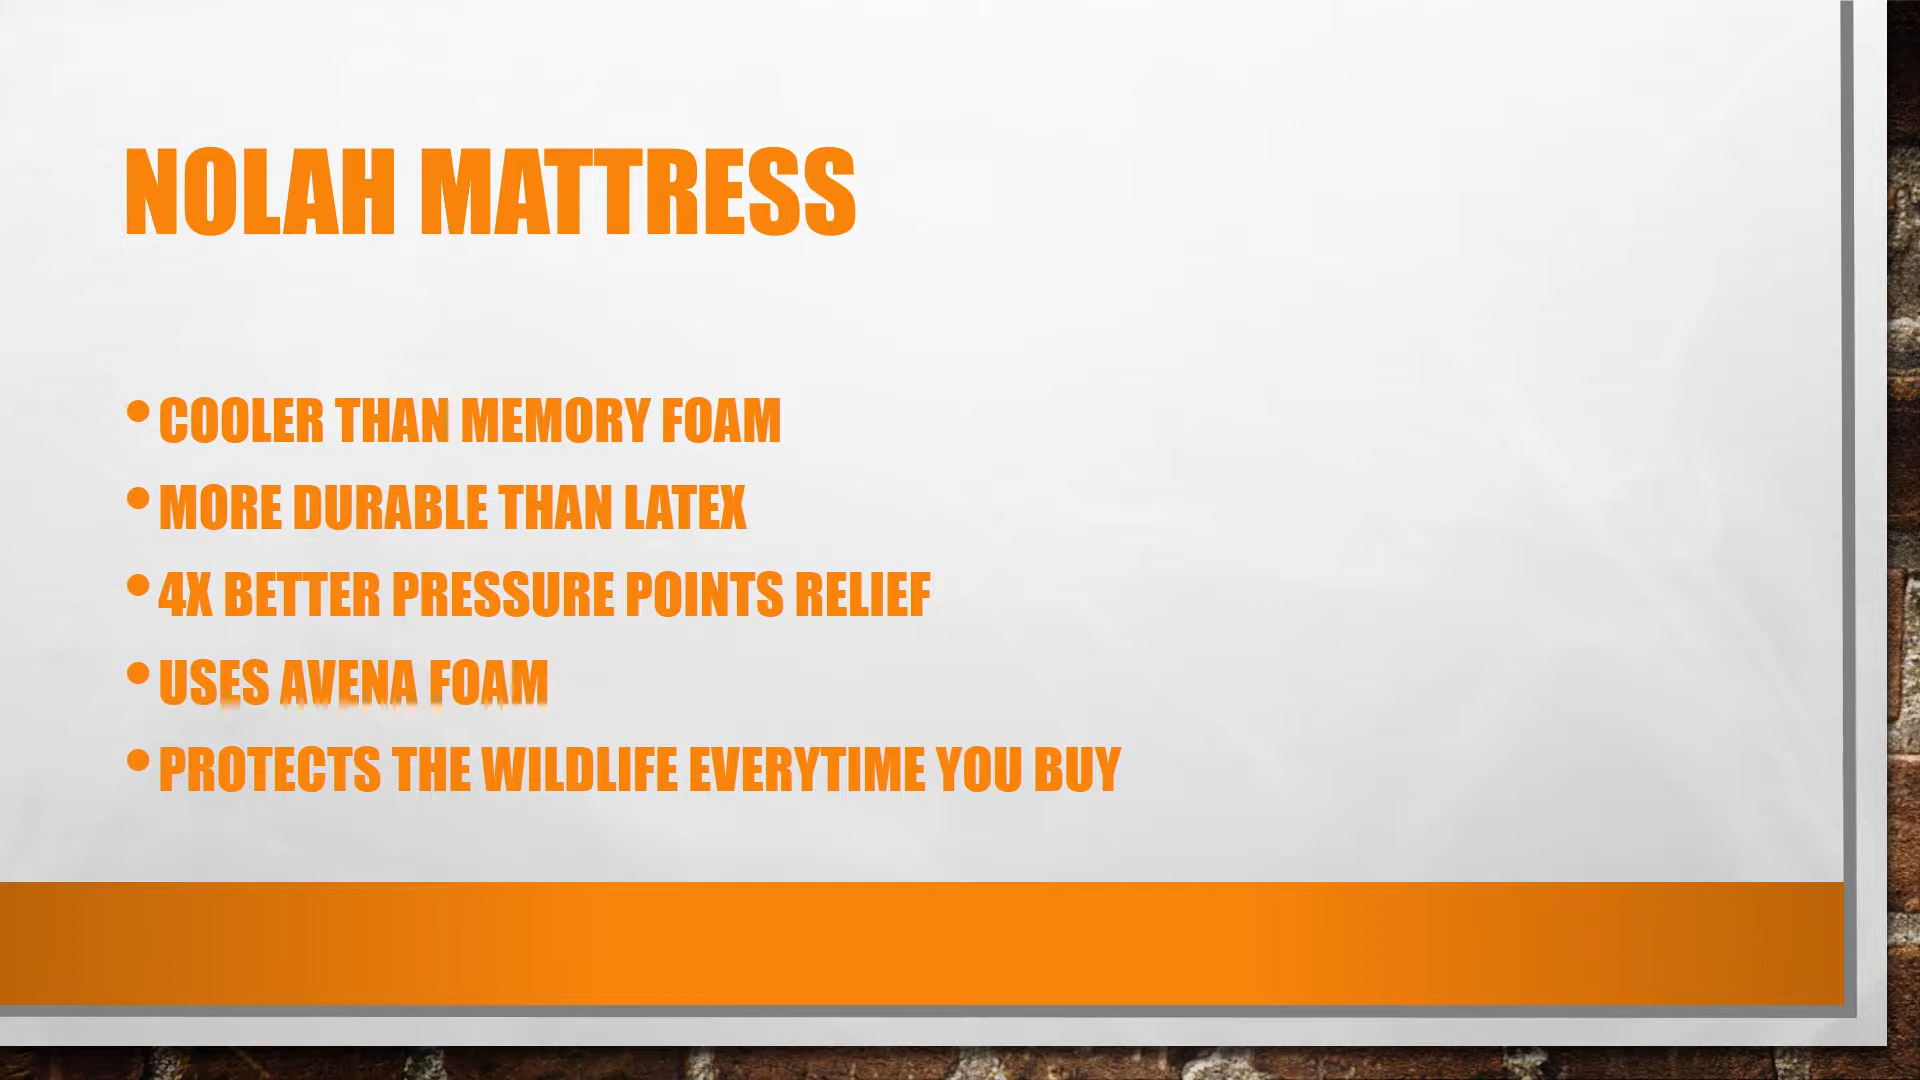 NOLAH MATTRESS
• COOLER THAN MEMORY FOAM
• MORE DURABLE THAN LATEX
• 4X BETTER PRESSURE POINTS RELIEF
• USES AVENA FOAM
• PROTECTS THE WILDLIFE EVERYTIME YOU BUY